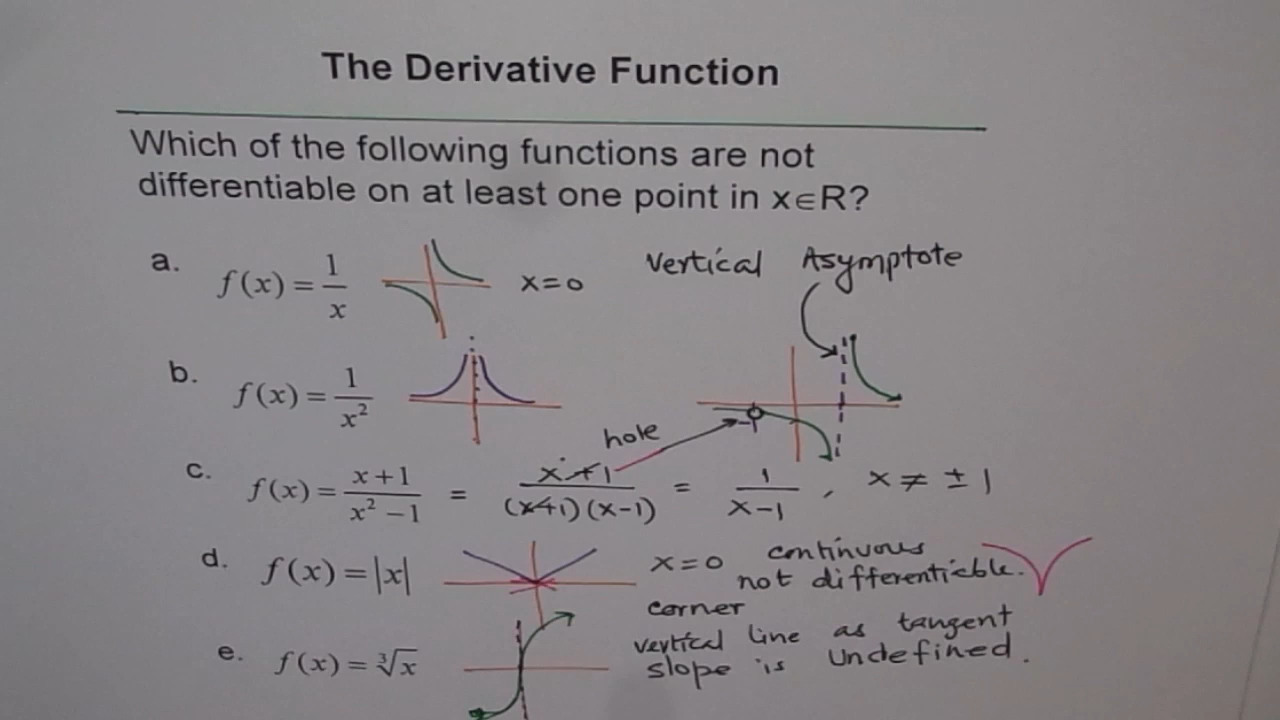 The Derivative Function
Which of the following functions are not
differentiable on at least one point in x∈R?
a. f(x) = 1/x x=0 Vertical Asymptote
b. f(x) = 1/x²
hole
c. f(x) = (x+1)/(x²−1) = (x+1)/((x+1)(x−1)) = 1/(x−1) , x ≠ ±1
-1
d. f(x) = |x| x=0 continuous
not differentiable.
corner
e. f(x) = ∛x vertical line as tangent
slope is Undefined.